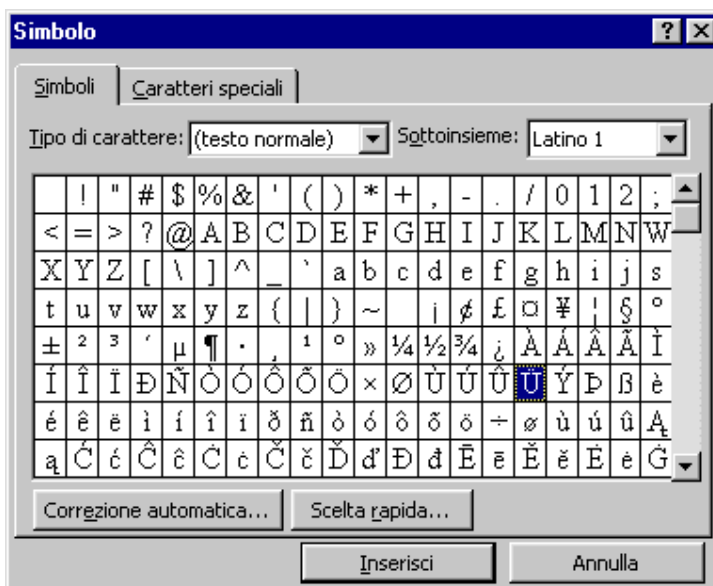 Simbolo
Simboli Caratteri speciali
Tipo di carattere: (testo normale) Sottoinsieme: Latino 1
! " # $ % & ' ( ) * + , - . / 0 1 2 ;
< = > ? @ A B C D E F G H I J K L M N W
X Y Z [ \ ] ^ _ ` a b c d e f g h i j s
t u v w x y z { | } ~ ¡ ¢ £ ¤ ¥ ¦ § °
± ² ³ ´ µ ¶ · ¸ ¹ º » ¼ ½ ¾ ¿ À Á Â Ã Ì
Í Î Ï Ð Ñ Ò Ó Ô Õ Ö × Ø Ù Ú Û Ü Ý Þ ß è
é ê ë ì í î ï ð ñ ò ó ô õ ö ÷ ø ù ú û Ą
ą Ć ć Ĉ ĉ Ċ ċ Č č Ď ď Đ đ Ē ē Ě ě Ė ė Ġ
Correzione automatica... Scelta rapida...
Inserisci Annulla